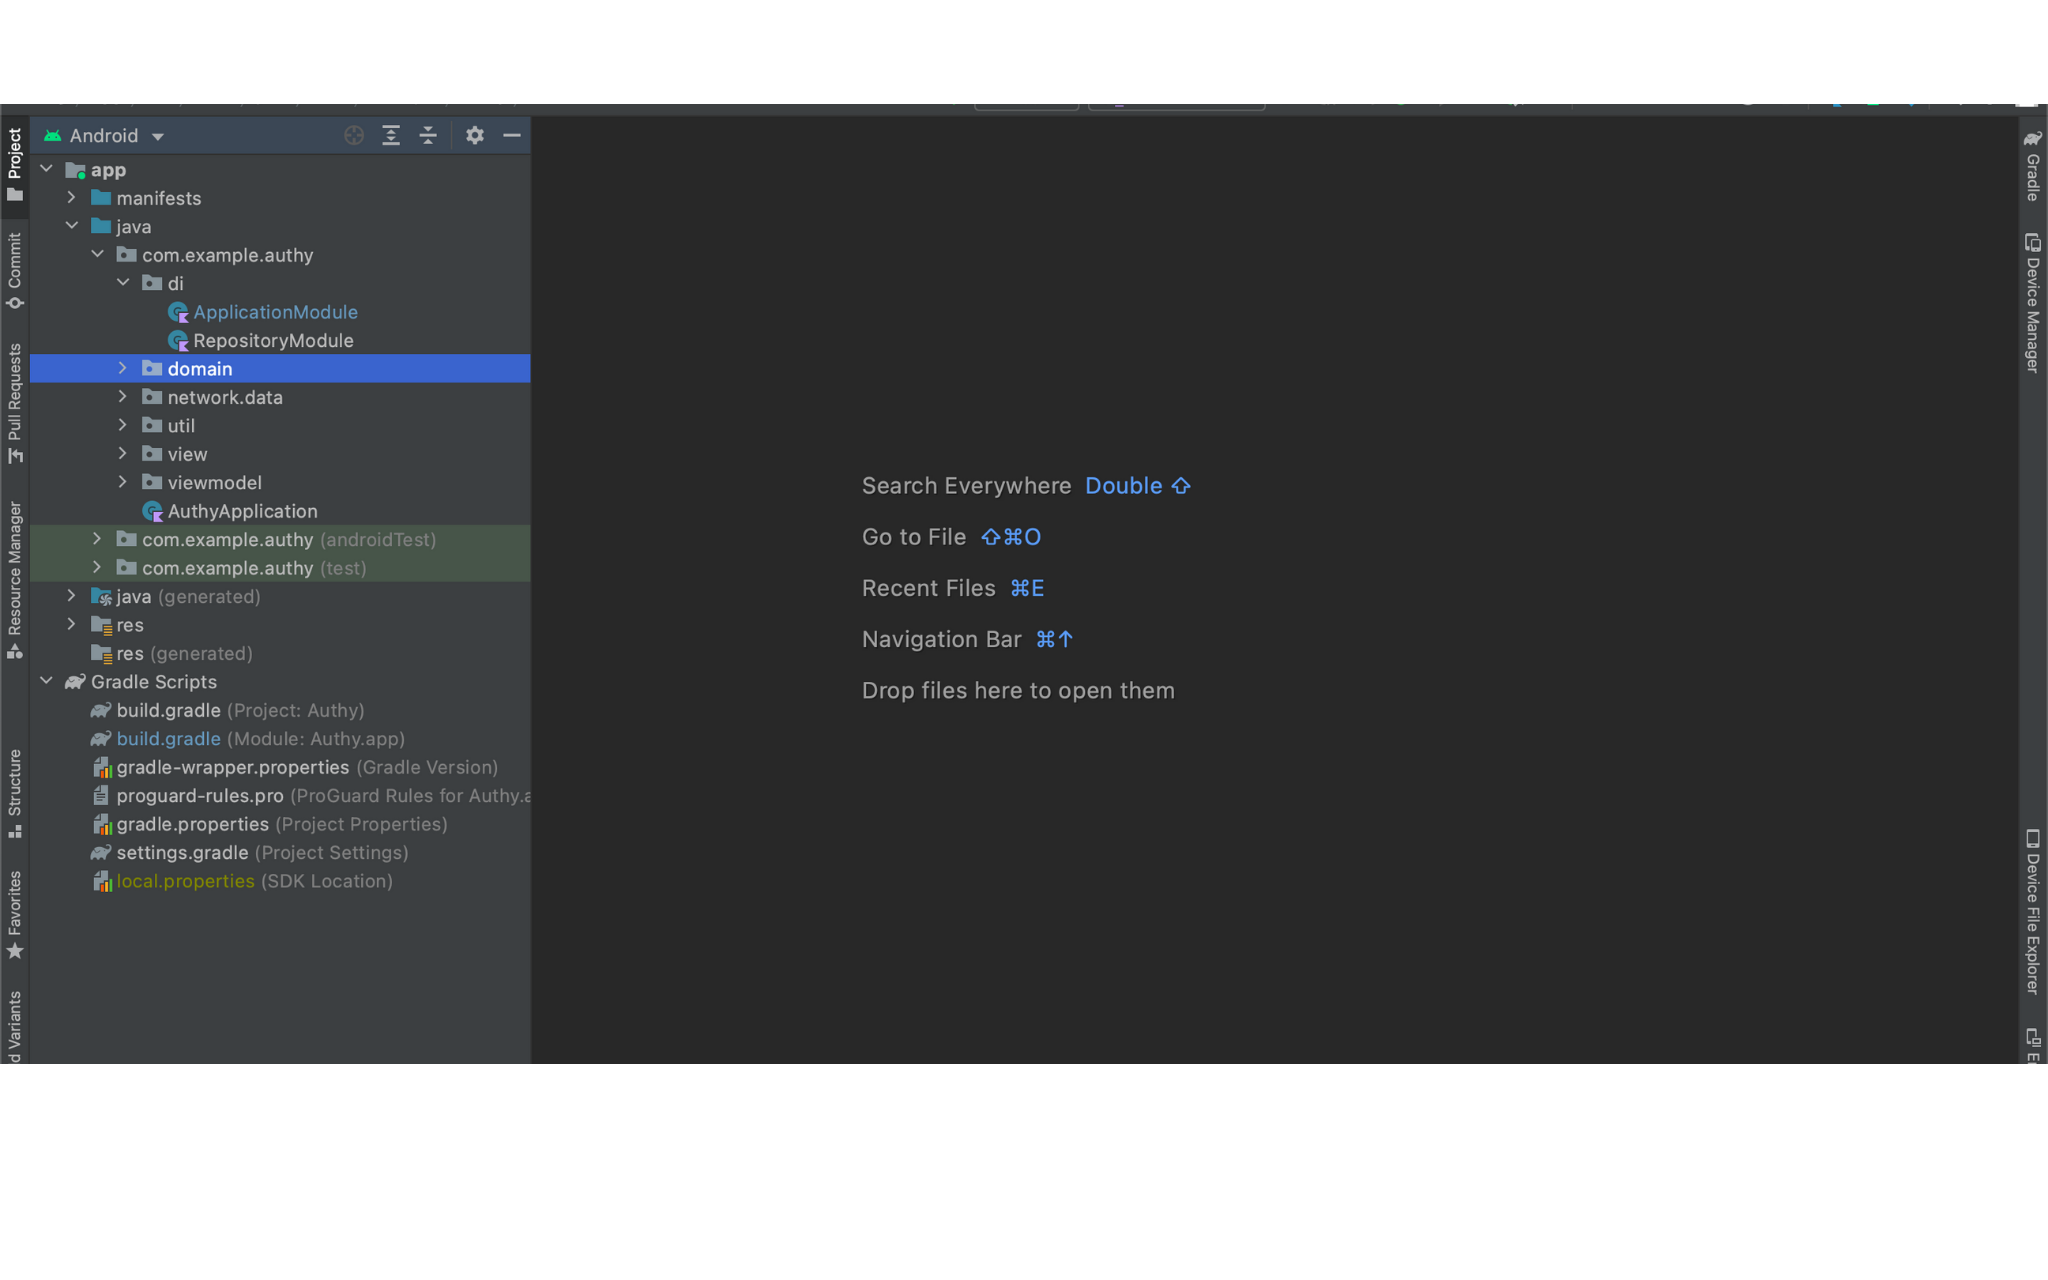 Project
Commit
Pull Requests
Resource Manager
Structure
Favorites
Android
app
manifests
java
com.example.authy
di
ApplicationModule
RepositoryModule
domain
network.data
util
view
viewmodel
AuthyApplication
com.example.authy (androidTest)
com.example.authy (test)
java (generated)
res
res (generated)
Gradle Scripts
build.gradle (Project: Authy)
build.gradle (Module: Authy.app)
gradle-wrapper.properties (Gradle Version)
proguard-rules.pro (ProGuard Rules for Authy.a
gradle.properties (Project Properties)
settings.gradle (Project Settings)
local.properties (SDK Location)
d Variants
Search Everywhere Double ⇧
Go to File ⇧⌘O
Recent Files ⌘E
Navigation Bar ⌘↑
Drop files here to open them
Gradle
Device Manager
Device File Explorer